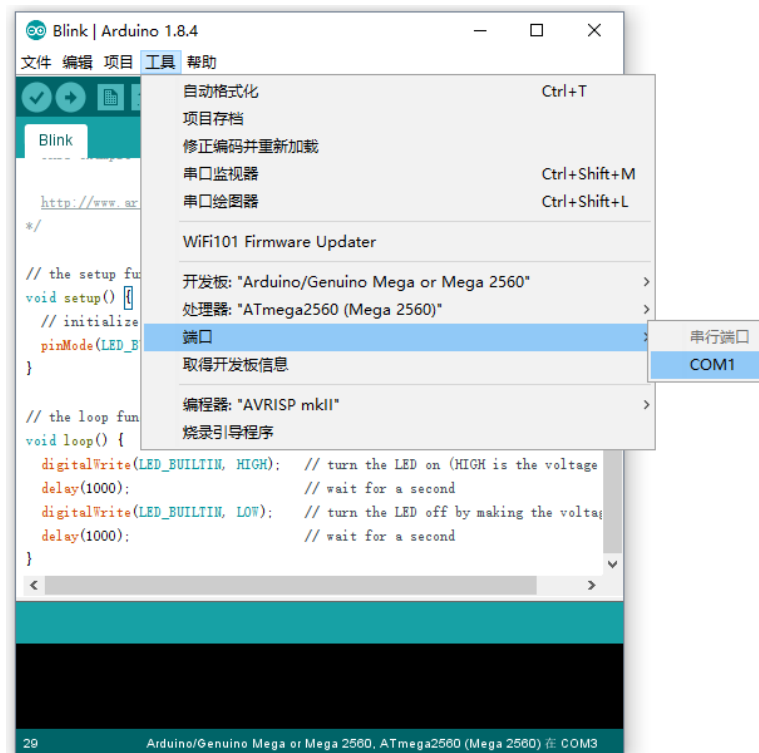 Blink | Arduino 1.8.4
文件 编辑 项目 工具 帮助
自动格式化 Ctrl+T
项目存档
修正编码并重新加载
串口监视器 Ctrl+Shift+M
串口绘图器 Ctrl+Shift+L
WiFi101 Firmware Updater
开发板: "Arduino/Genuino Mega or Mega 2560"
处理器: "ATmega2560 (Mega 2560)"
端口
取得开发板信息
编程器: "AVRISP mkII"
烧录引导程序
串行端口
COM1
Blink
http://www.ar
*/
// the setup fu
void setup() {
// initialize
pinMode(LED_B
}
// the loop fun
void loop() {
digitalWrite(LED_BUILTIN, HIGH); // turn the LED on (HIGH is the voltage
delay(1000); // wait for a second
digitalWrite(LED_BUILTIN, LOW); // turn the LED off by making the voltag
delay(1000); // wait for a second
}
29 Arduino/Genuino Mega or Mega 2560, ATmega2560 (Mega 2560) 在 COM3